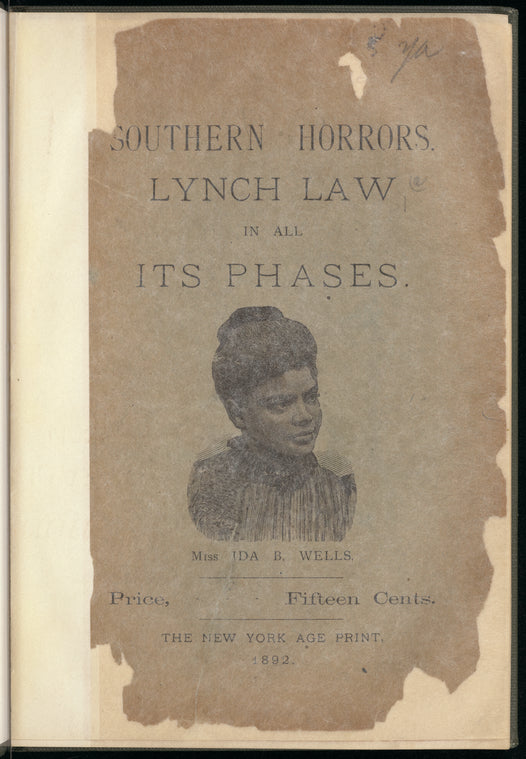 SOUTHERN HORRORS.
LYNCH LAW
IN ALL
ITS PHASES.
MISS IDA B. WELLS.
Price, - - Fifteen Cents.
THE NEW YORK AGE PRINT,
1892.